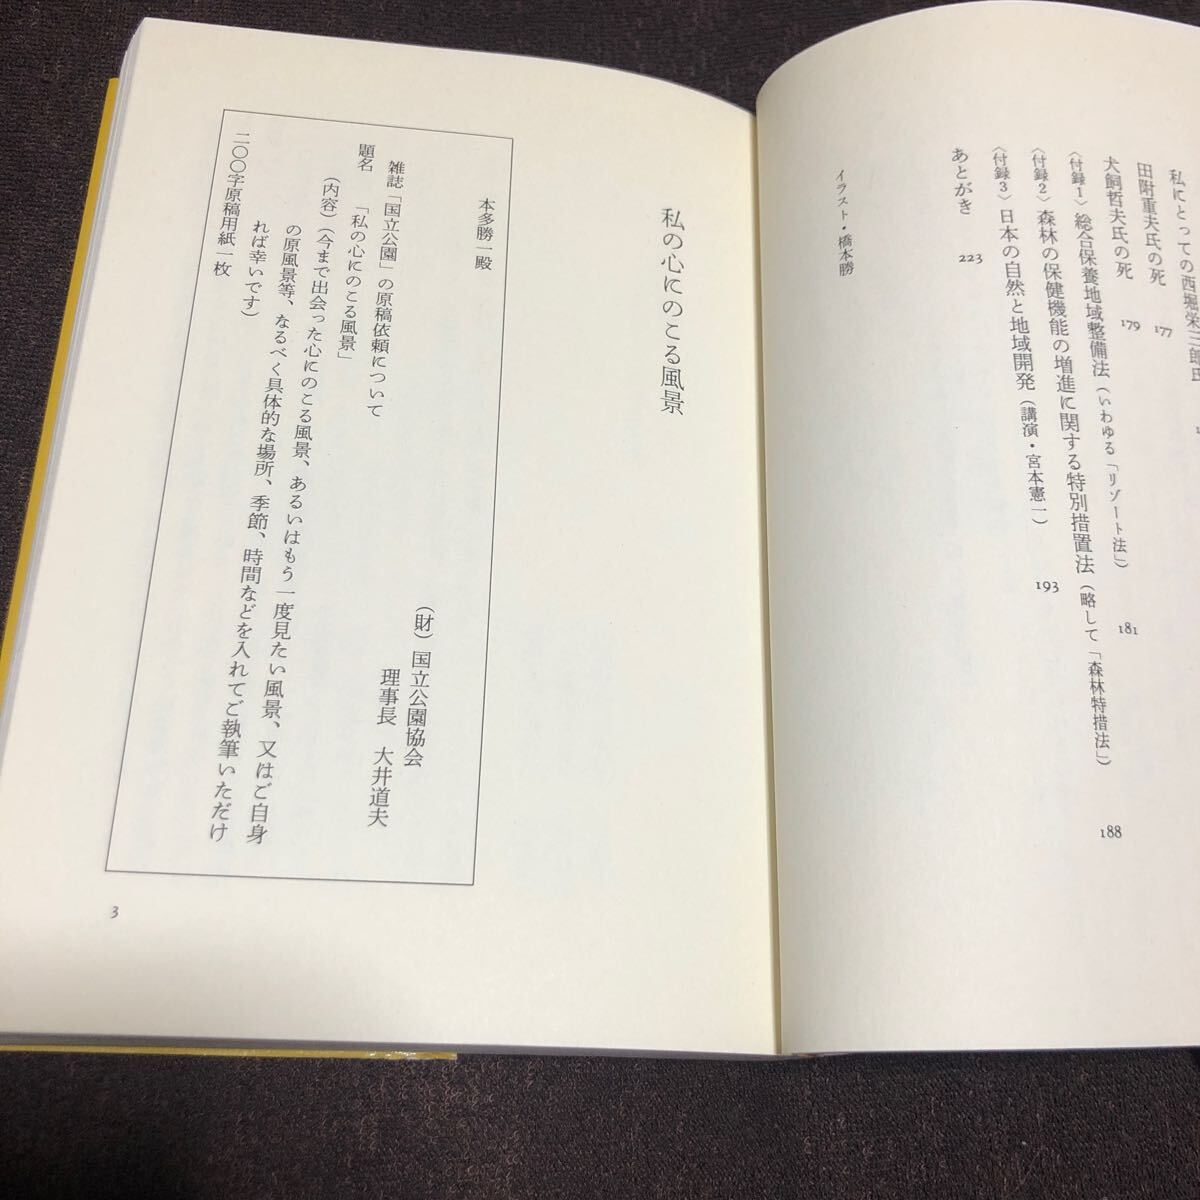 私にとっての西堀栄三郎氏
田附重夫氏の死 177
犬飼哲夫氏の死 179
〈付録1〉総合保養地域整備法(いわゆる「リゾート法」) 181
〈付録2〉森林の保健機能の増進に関する特別措置法(略して「森林特措法」) 188
〈付録3〉日本の自然と地域開発(講演・宮本憲一) 193
あとがき 223
イラスト・橋本勝
私の心にのこる風景
本多勝一殿
(財)国立公園協会
理事長 大井道夫
雑誌「国立公園」の原稿依頼について
題名 「私の心にのこる風景」
(内容)(今まで出会った心にのこる風景、あるいはもう一度見たい風景、又はご自身
の原風景等、なるべく具体的な場所、季節、時間などを入れてご執筆いただけ
れば幸いです)
二〇〇字原稿用紙一枚
3